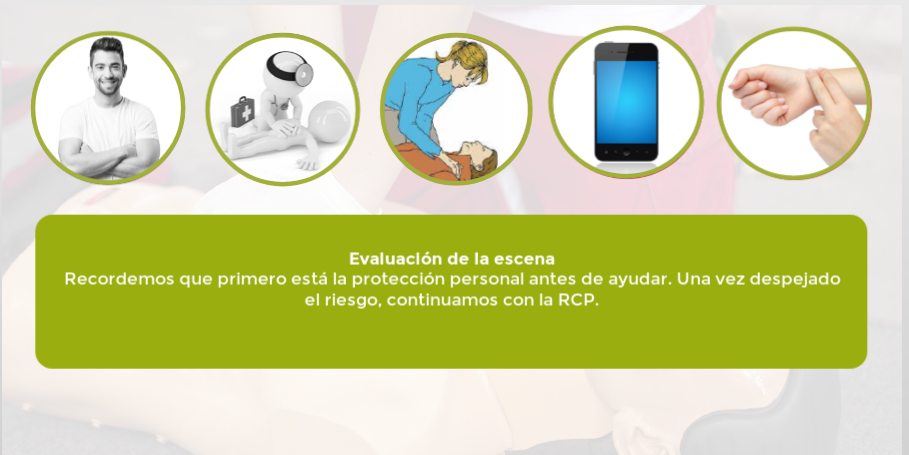 Evaluación de la escena
Recordemos que primero está la protección personal antes de ayudar. Una vez despejado
el riesgo, continuamos con la RCP.